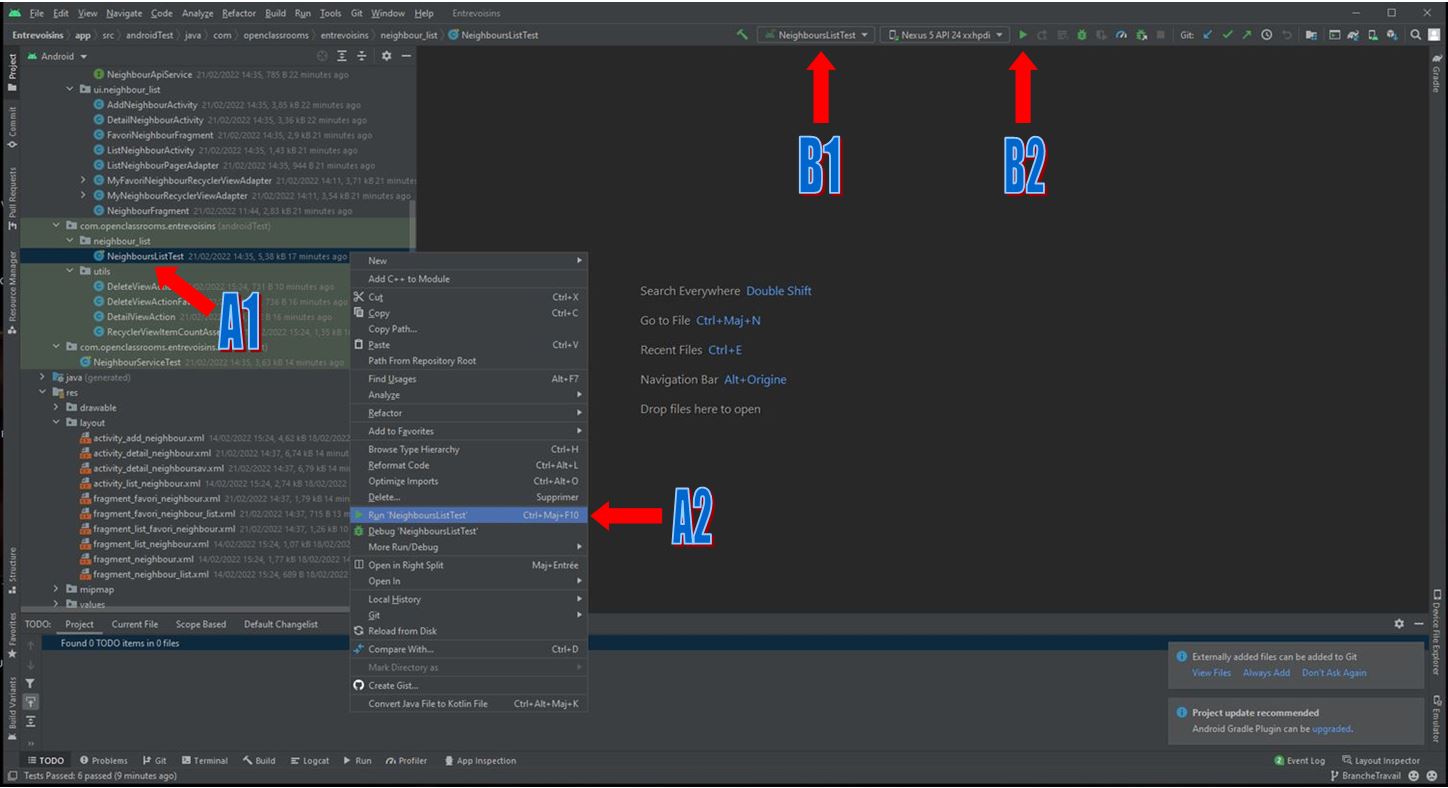 File Edit View Navigate Code Analyze Refactor Build Run Tools Git Window Help Entrevoisins
Entrevoisins app src androidTest java com openclassrooms entrevoisins neighbour_list NeighboursListTest NeighboursListTest Nexus 5 API 24 xxhpdi Git:
Project
Commit
Pull Requests
Resource Manager
Structure
Favorites
Build Variants
Android
NeighbourApiService 21/02/2022 14:35, 785 B 22 minutes ago
ui.neighbour_list
AddNeighbourActivity 21/02/2022 14:35, 3,85 kB 22 minutes ago
DetailNeighbourActivity 21/02/2022 14:35, 3,36 kB 22 minutes ago
FavoriNeighbourFragment 21/02/2022 14:35, 2,9 kB 21 minutes ago
ListNeighbourActivity 21/02/2022 14:35, 1,43 kB 21 minutes ago
ListNeighbourPagerAdapter 21/02/2022 14:35, 944 B 21 minutes ago
MyFavoriNeighbourRecyclerViewAdapter 21/02/2022 14:11, 3,71 kB 21 minutes
MyNeighbourRecyclerViewAdapter 21/02/2022 14:11, 3,54 kB 21 minutes ago
NeighbourFragment 21/02/2022 11:44, 2,83 kB 21 minutes ago
com.openclassrooms.entrevoisins (androidTest)
neighbour_list
NeighboursListTest 21/02/2022 14:35, 5,38 kB 17 minutes ago
utils
DeleteViewAc 15:24, 731 B 10 minutes ago
DeleteViewActionFa 736 B 16 minutes ago
DetailViewAction B 16 minutes ago
RecyclerViewItemCountAsse 2022 15:24, 1,35 kB
com.openclassrooms.entrevoisins
NeighbourServiceTest 21/02/2022 14:35, 3,63 kB 14 minutes ago
java (generated)
res
drawable
layout
activity_add_neighbour.xml 14/02/2022 15:24, 4,62 kB 18/02/2022
activity_detail_neighbour.xml 21/02/2022 14:37, 6,74 kB 14 minut
activity_detail_neighboursav.xml 21/02/2022 14:37, 6,79 kB 14 mi
activity_list_neighbour.xml 14/02/2022 15:24, 2,74 kB 18/02/2022
fragment_favori_neighbour.xml 21/02/2022 14:37, 1,79 kB 14 min
fragment_favori_neighbour_list.xml 21/02/2022 14:37, 715 B 13 m
fragment_list_favori_neighbour.xml 21/02/2022 14:37, 1,26 kB 10
fragment_list_neighbour.xml 14/02/2022 15:24, 1,07 kB 18/02/202
fragment_neighbour.xml 14/02/2022 15:24, 1,77 kB 18/02/2022 14
fragment_neighbour_list.xml 14/02/2022 15:24, 689 B 18/02/2022
mipmap
values
A1
New
Add C++ to Module
Cut Ctrl+X
Copy Ctrl+C
Copy Path...
Paste Ctrl+V
Path From Repository Root
Find Usages Alt+F7
Analyze
Refactor
Add to Favorites
Browse Type Hierarchy Ctrl+H
Reformat Code Ctrl+Alt+L
Optimize Imports Ctrl+Alt+O
Delete... Supprimer
Run 'NeighboursListTest' Ctrl+Maj+F10
Debug 'NeighboursListTest'
More Run/Debug
Open in Right Split Maj+Entrée
Open In
Local History
Git
Reload from Disk
Compare With... Ctrl+D
Mark Directory as
Create Gist...
Convert Java File to Kotlin File Ctrl+Alt+Maj+K
A2
B1
B2
Search Everywhere Double Shift
Go to File Ctrl+Maj+N
Recent Files Ctrl+E
Navigation Bar Alt+Origine
Drop files here to open
Gradle
Device File Explorer
Emulator
TODO: Project Current File Scope Based Default Changelist
Found 0 TODO items in 0 files
Externally added files can be added to Git
View Files Always Add Don't Ask Again
Project update recommended
Android Gradle Plugin can be upgraded.
TODO Problems Git Terminal Build Logcat Run Profiler App Inspection 2 Event Log Layout Inspector
Tests Passed: 6 passed (9 minutes ago) BrancheTravail